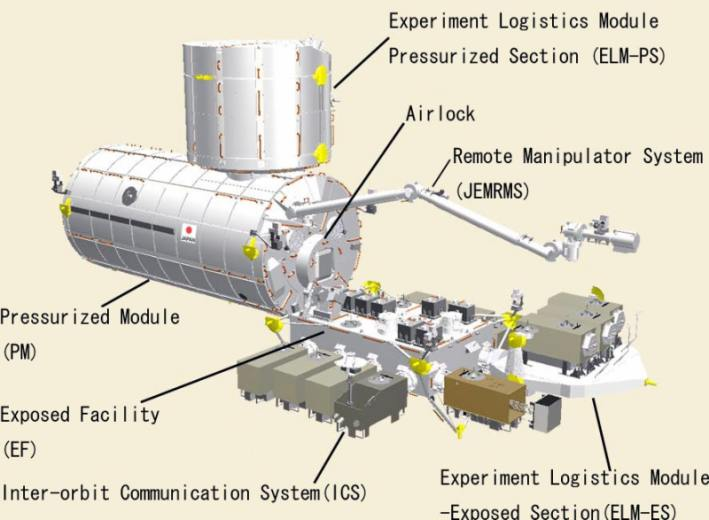 Experiment Logistics Module
Pressurized Section (ELM-PS)
Airlock
Remote Manipulator System
(JEMRMS)
JAPAN
Pressurized Module
(PM)
Exposed Facility
(EF)
Inter-orbit Communication System(ICS)
Experiment Logistics Module
-Exposed Section(ELM-ES)